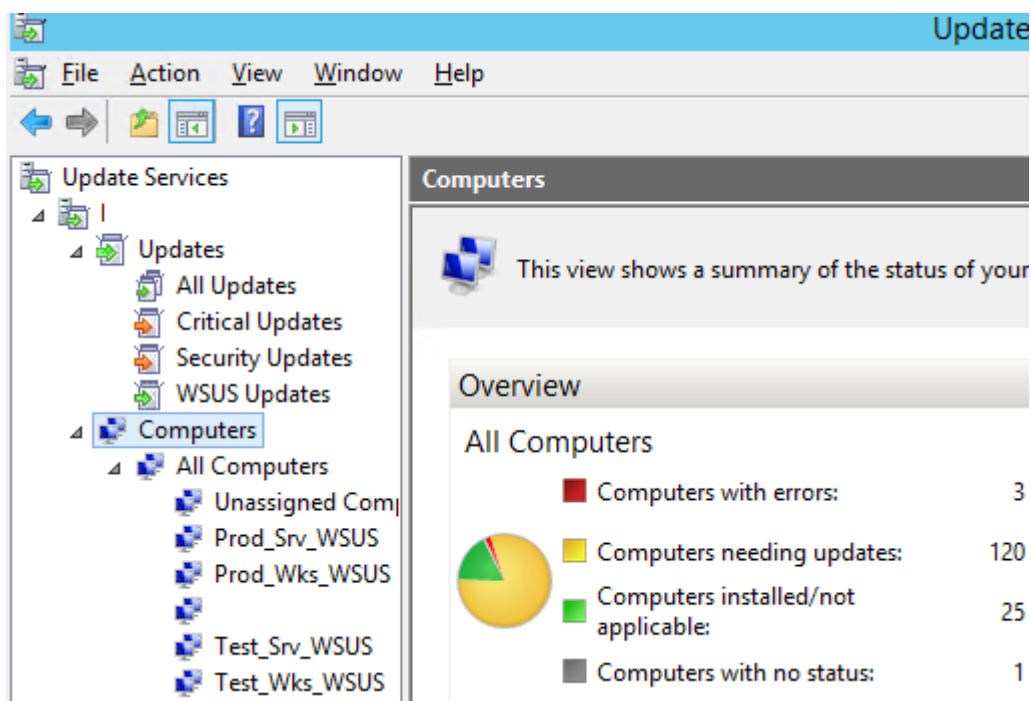 Update
File Action View Window Help
Update Services
Updates
All Updates
Critical Updates
Security Updates
WSUS Updates
Computers
All Computers
Unassigned Comp
Prod_Srv_WSUS
Prod_Wks_WSUS
Test_Srv_WSUS
Test_Wks_WSUS
Computers
This view shows a summary of the status of your
Overview
All Computers
Computers with errors: 3
Computers needing updates: 120
Computers installed/not
applicable: 25
Computers with no status: 1